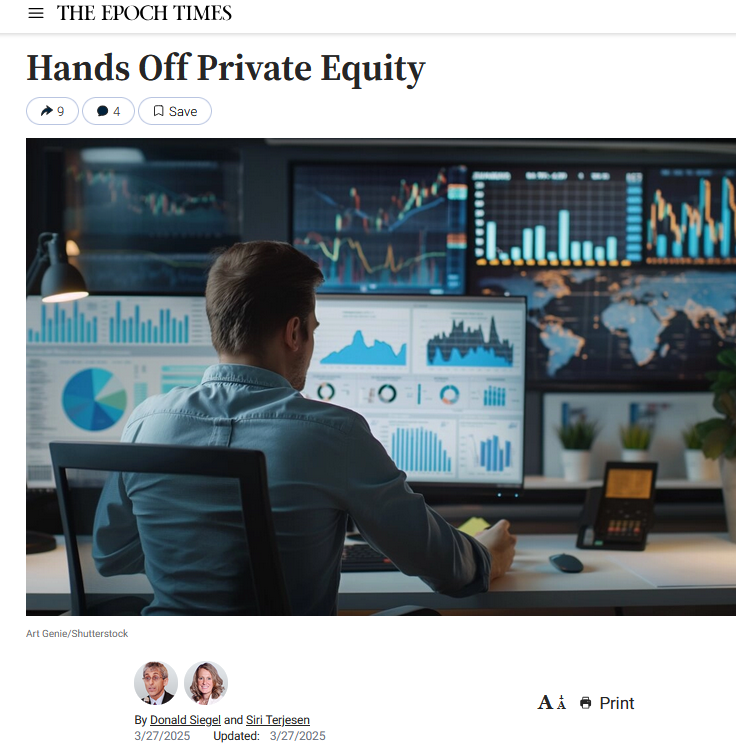 THE EPOCH TIMES
Hands Off Private Equity
9 4 Save
Art Genie/Shutterstock
By Donald Siegel and Siri Terjesen
3/27/2025 Updated: 3/27/2025
A A Print